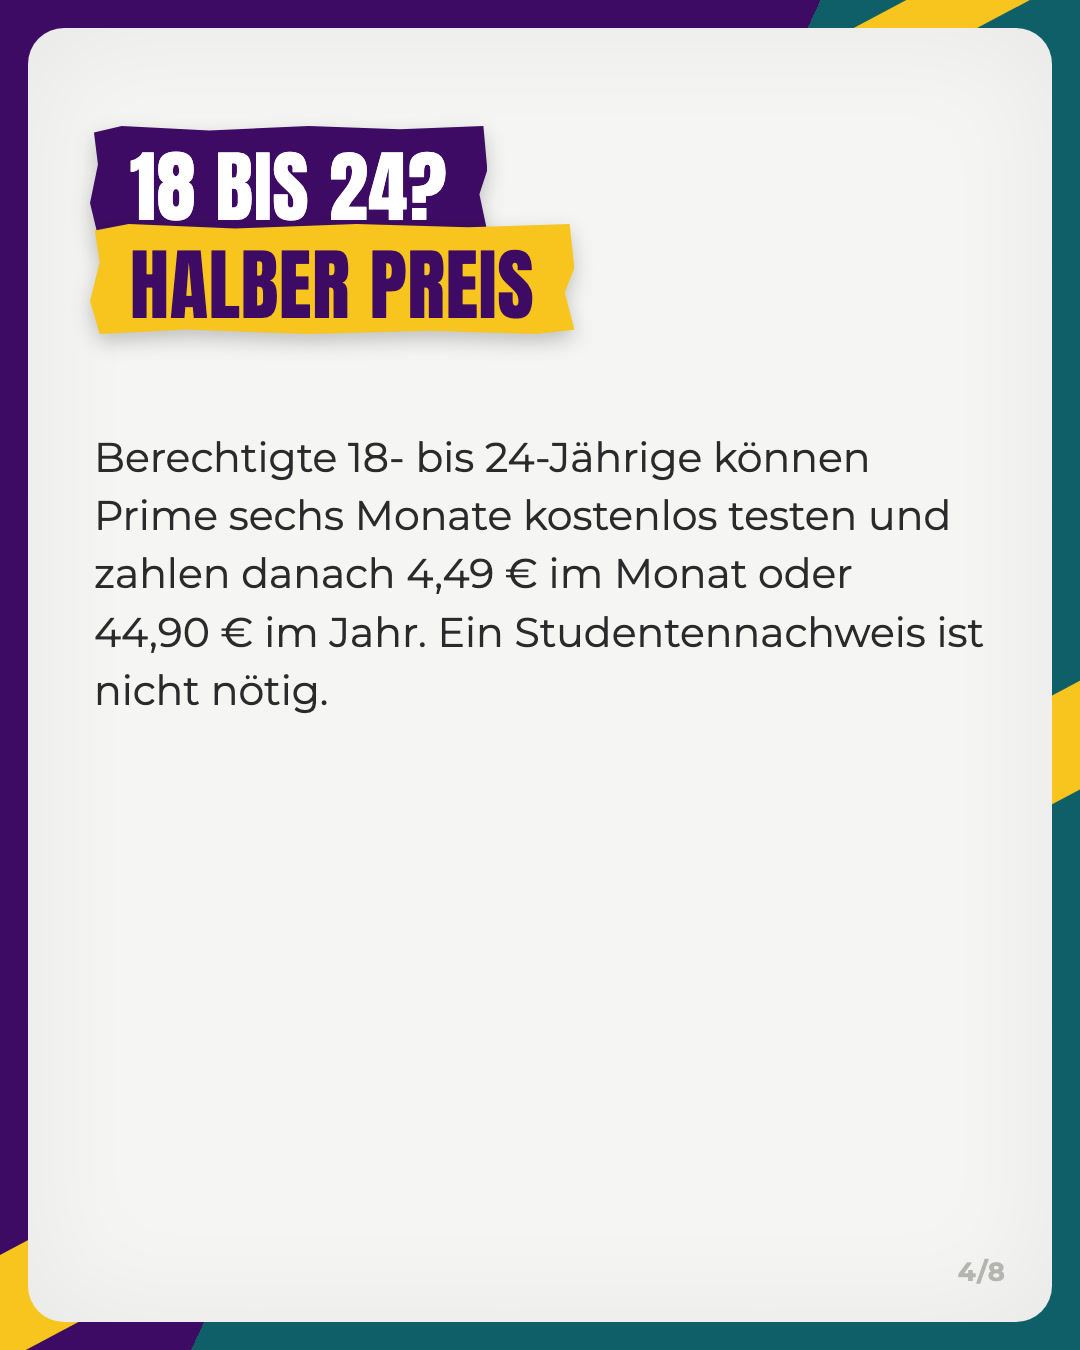 18 BIS 24?
HALBER PREIS
Berechtigte 18- bis 24-Jährige können
Prime sechs Monate kostenlos testen und
zahlen danach 4,49 € im Monat oder
44,90 € im Jahr. Ein Studentennachweis ist
nicht nötig.
4/8